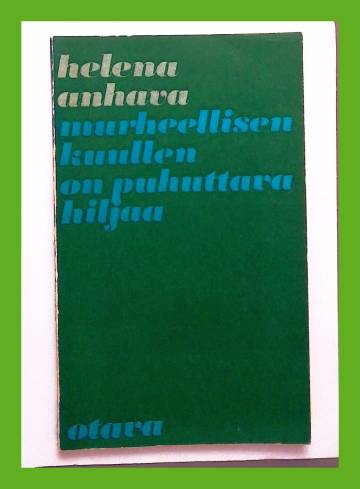 helena
anhava
murheellisen
kuullen
on puhuttava
hiljaa
otava